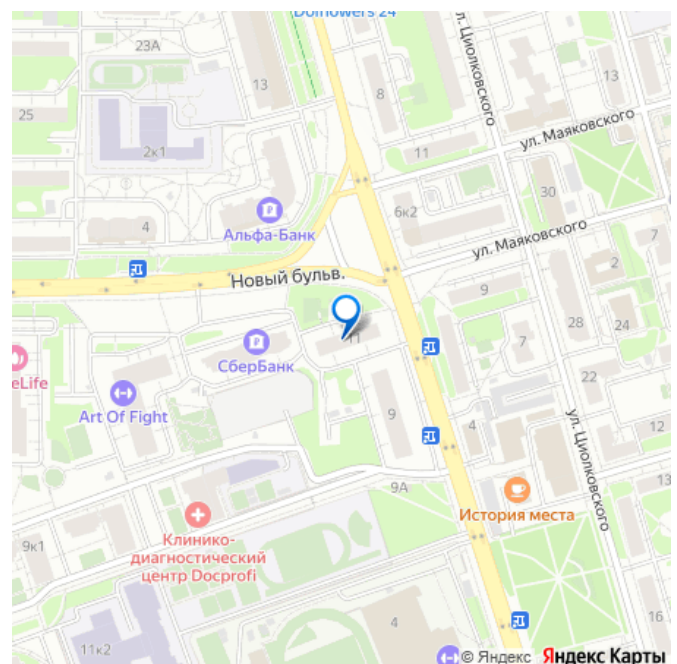 Domflowers 24
23А
13
8
ул. Циолковского
13
25
ул. Маяковского
2к1
11
30
6к2
4
Альфа-Банк
ул. Маяковского
2
7
Новый бульв.
9
28
24
11
7
eLife
СберБанк
22
Art Of Fight
9
4
ул. Циолковского
12
9А
13
История места
9к1
Клинико-
диагностический
центр Docprofi
4
16
11к2
© Яндекс Яндекс Карты